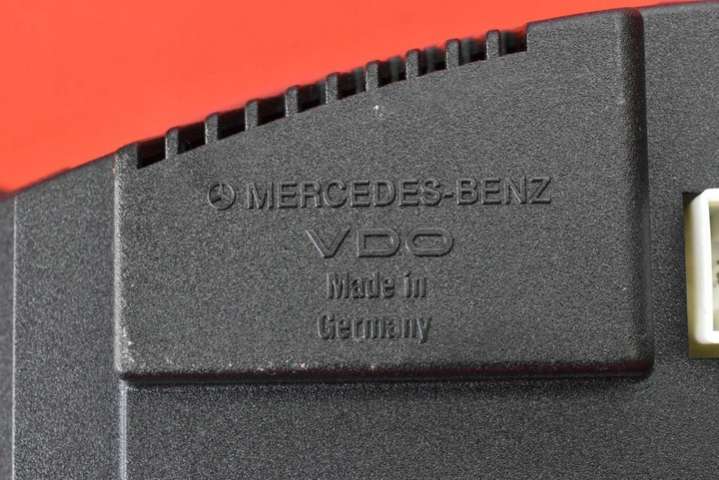 MERCEDES-BENZ
VDO
Made in
Germany